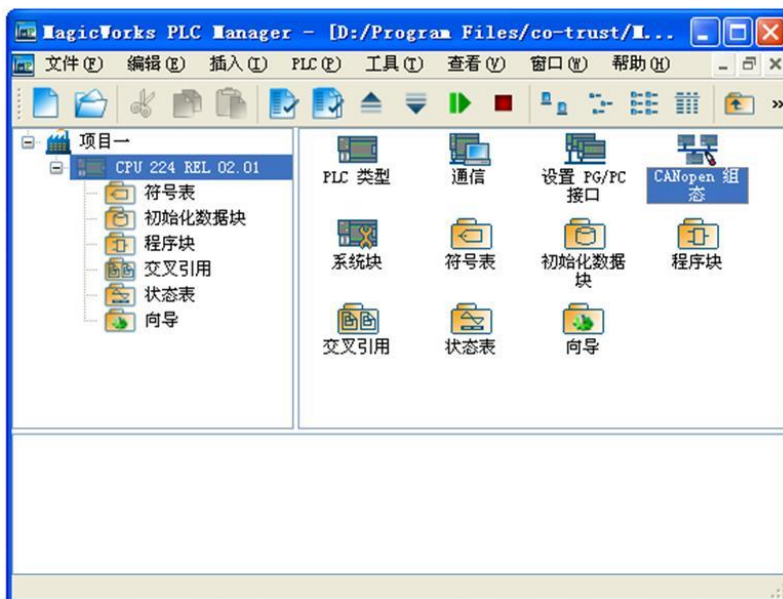 MagicWorks PLC Manager - [D:/Program Files/co-trust/M...
文件(F) 编辑(E) 插入(I) PLC(P) 工具(T) 查看(V) 窗口(W) 帮助(H)
项目一
CPU 224 REL 02.01
符号表
初始化数据块
程序块
交叉引用
状态表
向导
PLC 类型
通信
设置 PG/PC
接口
CANopen 组
态
系统块
符号表
初始化数据
块
程序块
交叉引用
状态表
向导